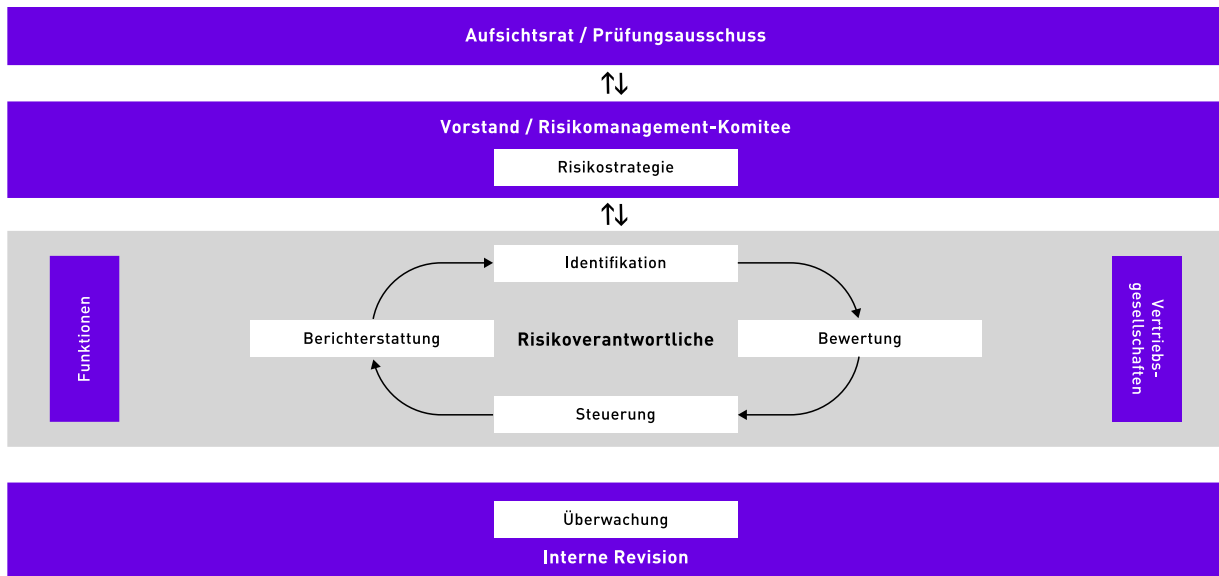 Aufsichtsrat / Prüfungsausschuss
Vorstand / Risikomanagement-Komitee
Risikostrategie
Funktionen
Identifikation
Berichterstattung
Risikoverantwortliche
Bewertung
Steuerung
Vertriebs-
gesellschaften
Überwachung
Interne Revision